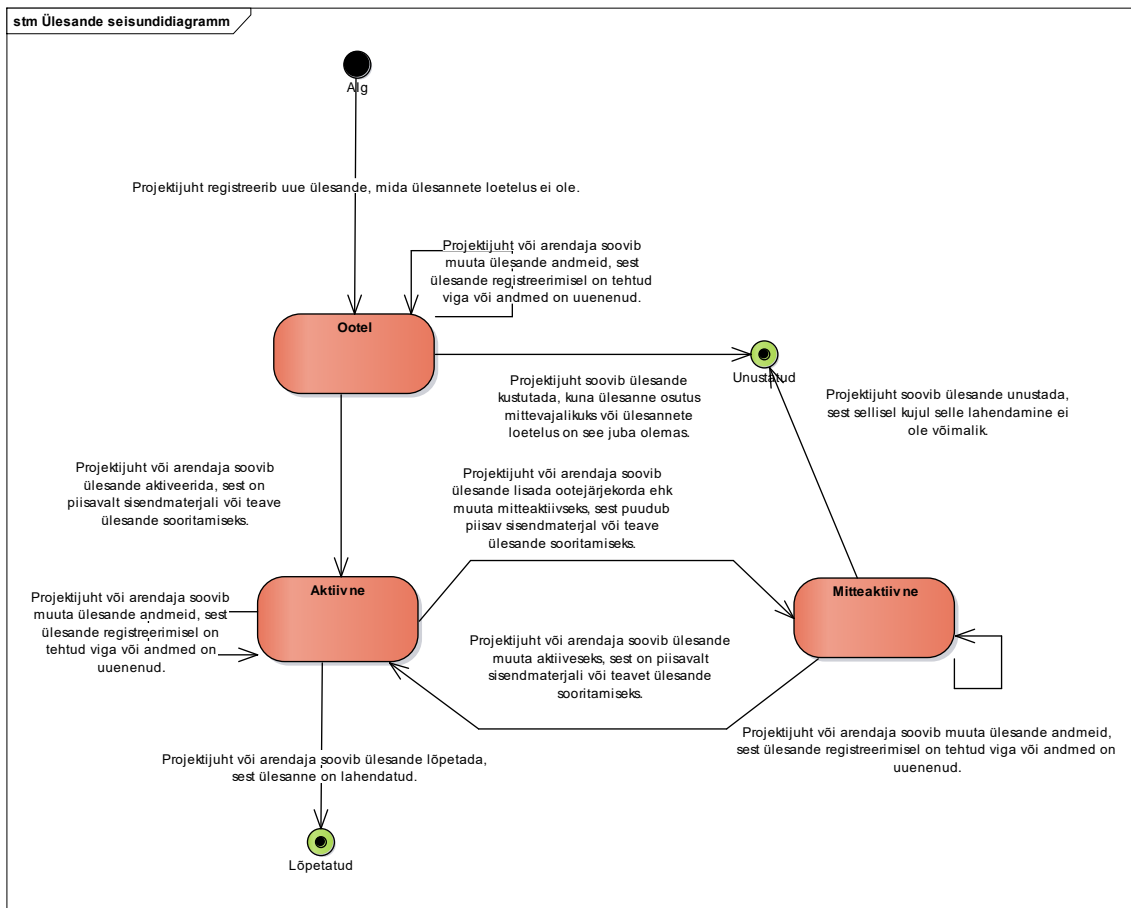 stm Ülesande seisundidiagramm
Alg
Projektijuht registreerib uue ülesande, mida ülesannete loetelus ei ole.
Projektijuht või arendaja soovib
muuta ülesande andmeid, sest
ülesande registreerimisel on tehtud
viga või andmed on uuenenud.
Ootel
Unustatud
Projektijuht soovib ülesande
kustutada, kuna ülesanne osutus
mittevajalikuks või ülesannete
loetelus on see juba olemas.
Projektijuht soovib ülesande unustada,
sest sellisel kujul selle lahendamine ei
ole võimalik.
Projektijuht või arendaja soovib
ülesande aktiveerida, sest on
piisavalt sisendmaterjali või teave
ülesande sooritamiseks.
Projektijuht või arendaja soovib
ülesande lisada ootejärjekorda ehk
muuta mitteaktiivseks, sest puudub
piisav sisendmaterjal või teave
ülesande sooritamiseks.
Aktiivne
Mitteaktiivne
Projektijuht või arendaja soovib
muuta ülesande andmeid, sest
ülesande registreerimisel on
tehtud viga või andmed on
uuenenud.
Projektijuht või arendaja soovib ülesande
muuta aktiiveseks, sest on piisavalt
sisendmaterjali või teavet ülesande
sooritamiseks.
Projektijuht või arendaja soovib muuta ülesande andmeid,
sest ülesande registreerimisel on tehtud viga või andmed on
uuenenud.
Projektijuht või arendaja soovib ülesande lõpetada,
sest ülesanne on lahendatud.
Lõpetatud